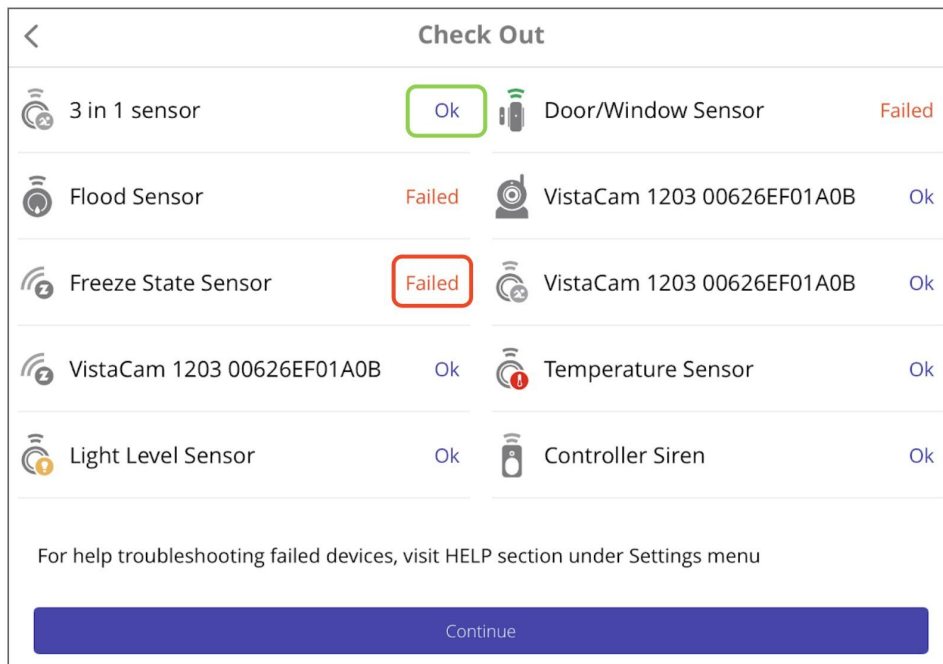 Check Out
3 in 1 sensor Ok Door/Window Sensor Failed
Flood Sensor Failed VistaCam 1203 00626EF01A0B Ok
Freeze State Sensor Failed VistaCam 1203 00626EF01A0B Ok
VistaCam 1203 00626EF01A0B Ok Temperature Sensor Ok
Light Level Sensor Ok Controller Siren Ok
For help troubleshooting failed devices, visit HELP section under Settings menu
Continue